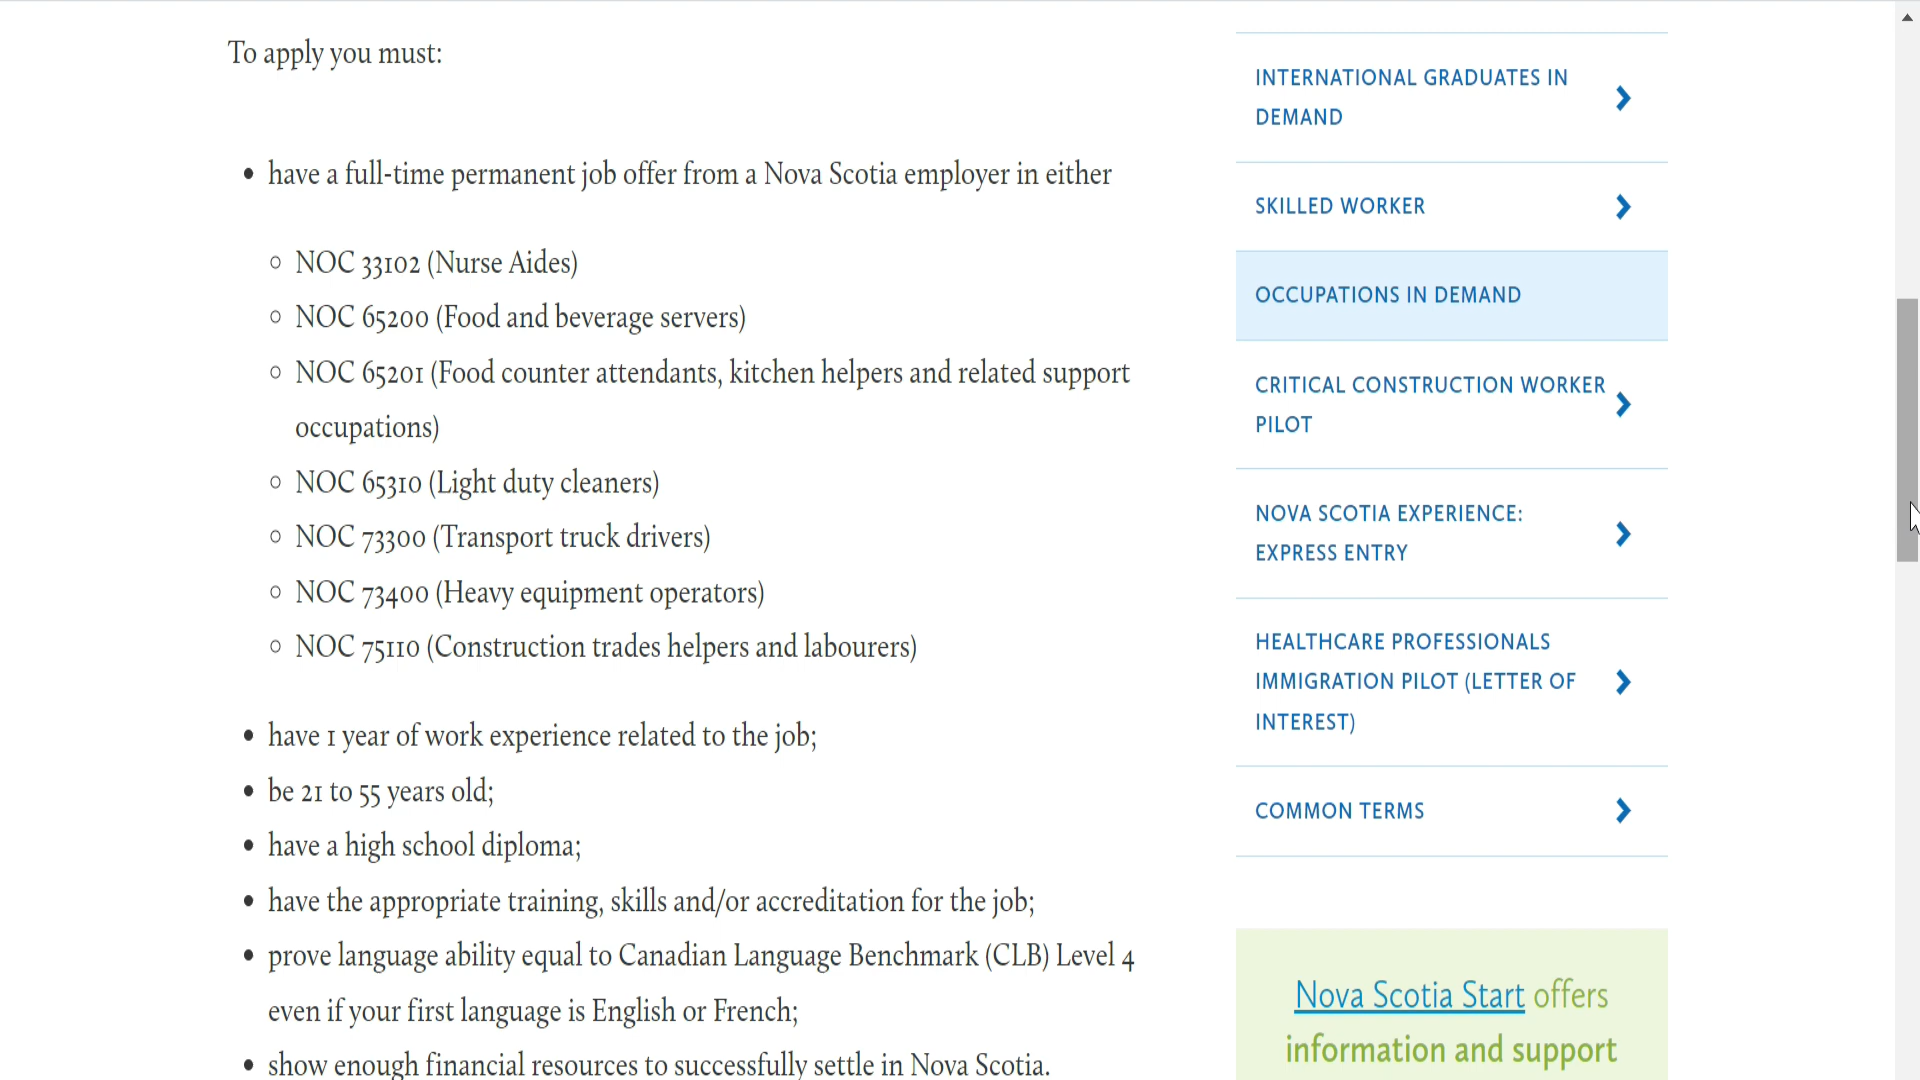 To apply you must:
have a full-time permanent job offer from a Nova Scotia employer in either
NOC 33102 (Nurse Aides)
NOC 65200 (Food and beverage servers)
NOC 65201 (Food counter attendants, kitchen helpers and related support
occupations)
NOC 65310 (Light duty cleaners)
NOC 73300 (Transport truck drivers)
NOC 73400 (Heavy equipment operators)
NOC 75110 (Construction trades helpers and labourers)
have 1 year of work experience related to the job;
be 21 to 55 years old;
have a high school diploma;
have the appropriate training, skills and/or accreditation for the job;
prove language ability equal to Canadian Language Benchmark (CLB) Level 4
even if your first language is English or French;
show enough financial resources to successfully settle in Nova Scotia.
INTERNATIONAL GRADUATES IN
DEMAND
SKILLED WORKER
OCCUPATIONS IN DEMAND
CRITICAL CONSTRUCTION WORKER
PILOT
NOVA SCOTIA EXPERIENCE:
EXPRESS ENTRY
HEALTHCARE PROFESSIONALS
IMMIGRATION PILOT (LETTER OF
INTEREST)
COMMON TERMS
Nova Scotia Start offers
information and support